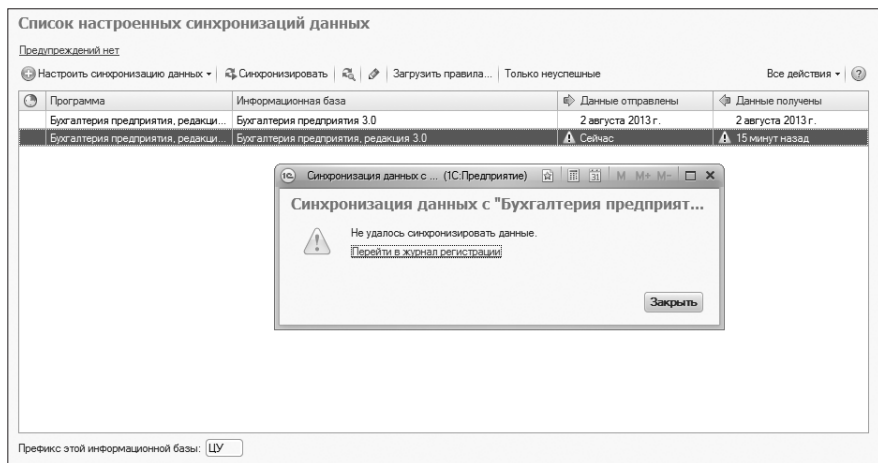 Список настроенных синхронизаций данных
Предупреждений нет
Настроить синхронизацию данных Синхронизировать Загрузить правила... Только неуспешные Все действия ?
Программа Информационная база Данные отправлены Данные получены
Бухгалтерия предприятия, редакци... Бухгалтерия предприятия 3.0 2 августа 2013 г. 2 августа 2013 г.
Бухгалтерия предприятия, редакци... Бухгалтерия предприятия, редакция 3.0 Сейчас 15 минут назад
1С Синхронизация данных с ... (1С:Предприятие) 31 M M+ M-
Синхронизация данных с "Бухгалтерия предприят...
Не удалось синхронизировать данные.
Перейти в журнал регистрации
Закрыть
Префикс этой информационной базы: ЦУ